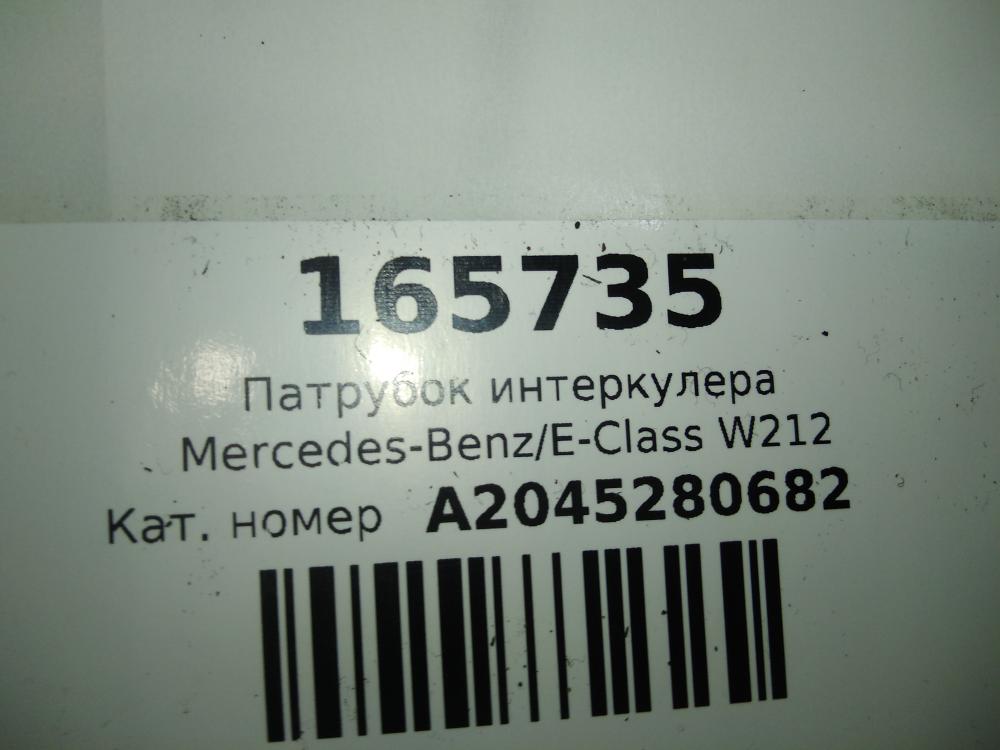 165735
Патрубок интеркулера
Mercedes-Benz/E-Class W212
Кат. номер A2045280682